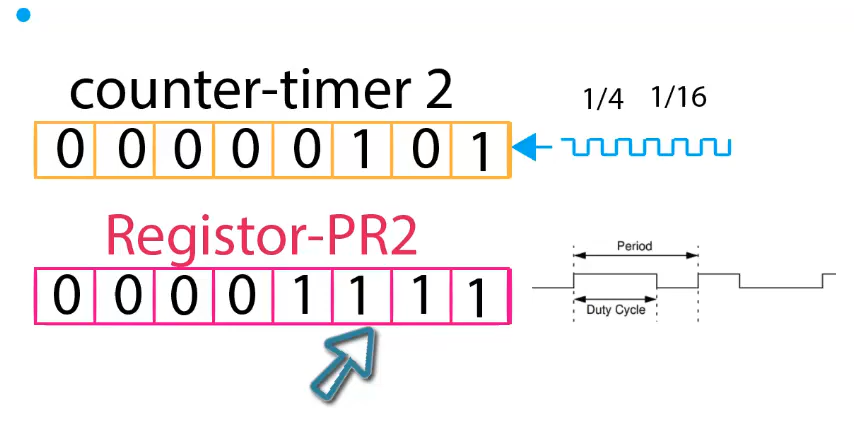 counter-timer 2
1/4 1/16
0 0 0 0 0 1 0 1
Registor-PR2
0 0 0 0 1 1 1 1
Period
Duty Cycle